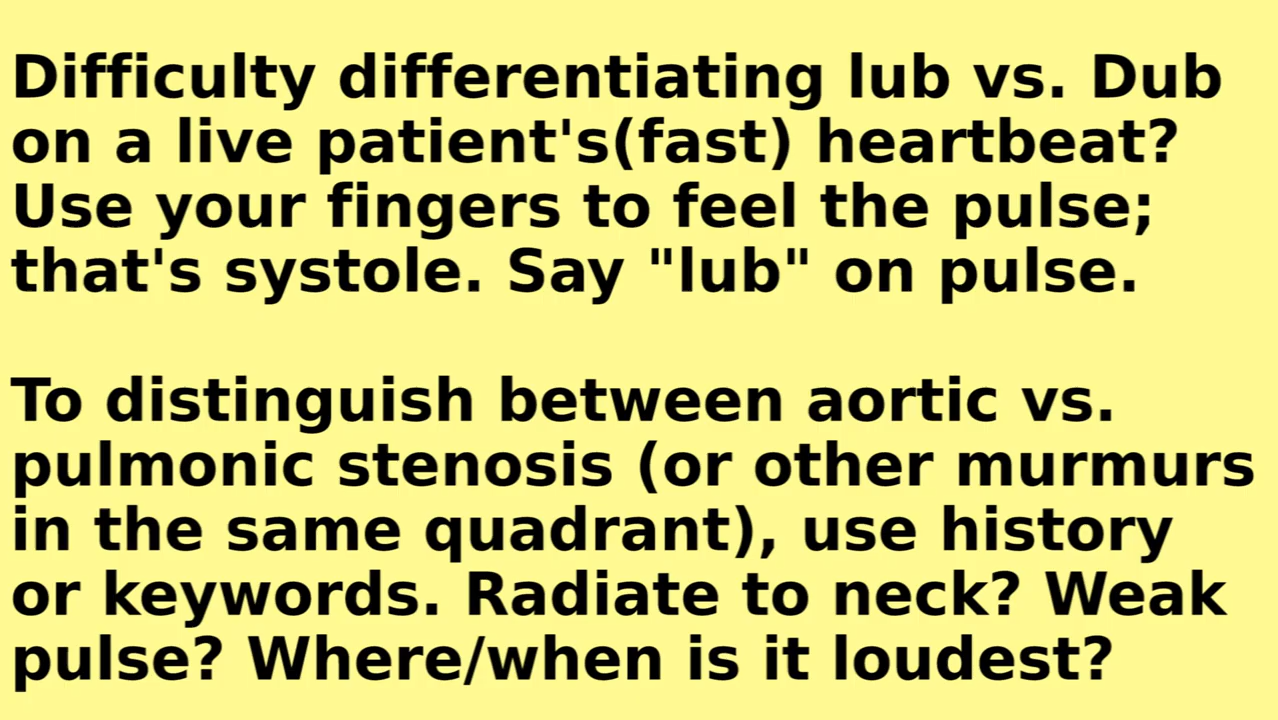 Difficulty differentiating lub vs. Dub
on a live patient's(fast) heartbeat?
Use your fingers to feel the pulse;
that's systole. Say "lub" on pulse.
To distinguish between aortic vs.
pulmonic stenosis (or other murmurs
in the same quadrant), use history
or keywords. Radiate to neck? Weak
pulse? Where/when is it loudest?